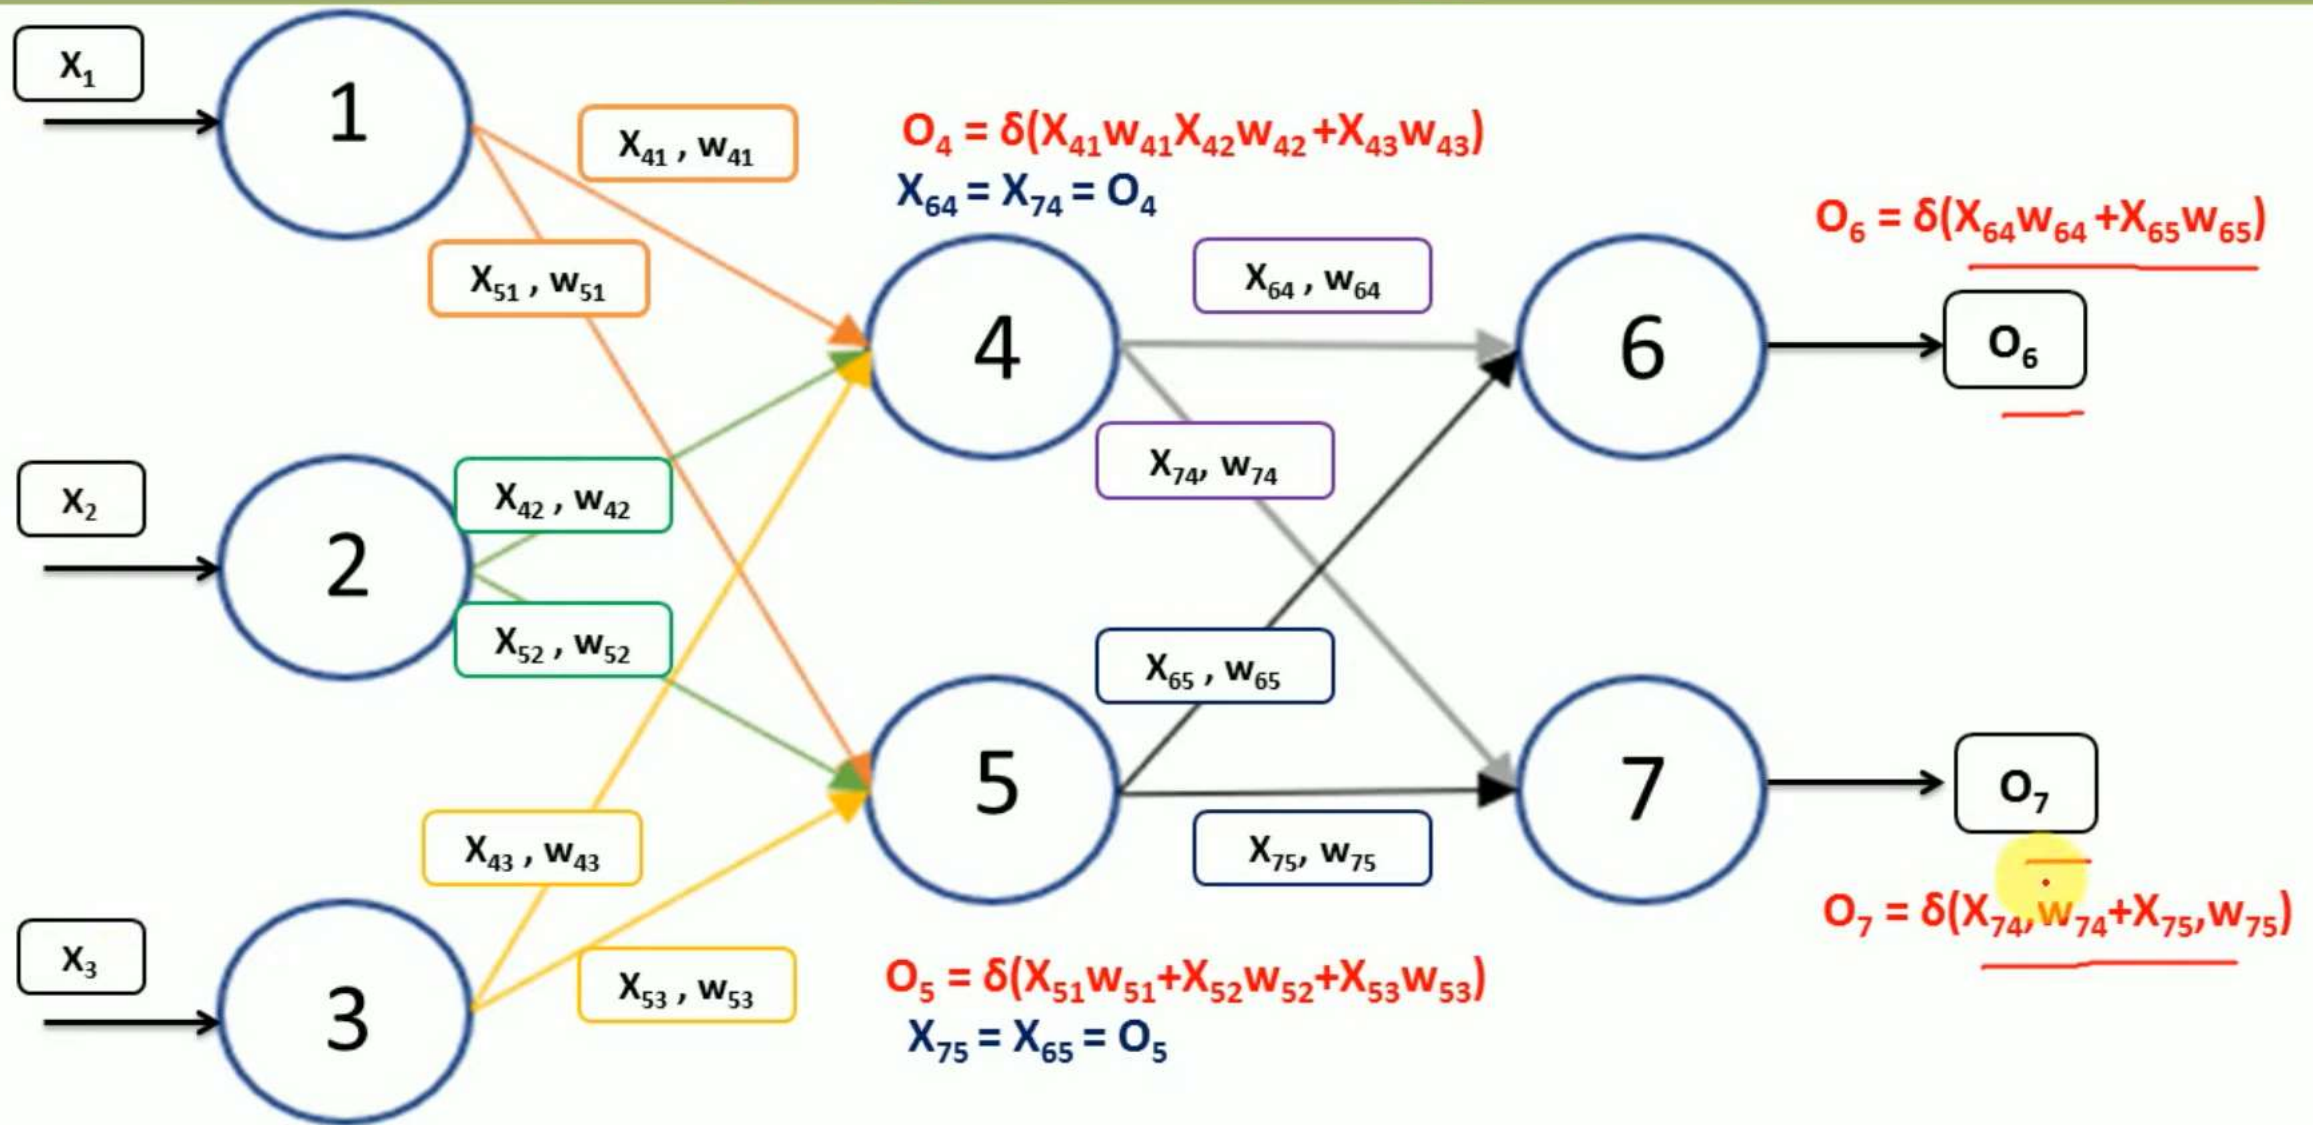 X₁
1
X₄₁ , w₄₁
O₄ = δ(X₄₁w₄₁X₄₂w₄₂+X₄₃w₄₃)
X₆₄ = X₇₄ = O₄
O₆ = δ(X₆₄w₆₄+X₆₅w₆₅)
X₅₁ , w₅₁
4
X₆₄ , w₆₄
6
O₆
X₂
2
X₄₂ , w₄₂
X₇₄, w₇₄
X₅₂ , w₅₂
X₆₅ , w₆₅
5
7
O₇
X₄₃ , w₄₃
X₇₅, w₇₅
X₃
3
X₅₃ , w₅₃
O₅ = δ(X₅₁w₅₁+X₅₂w₅₂+X₅₃w₅₃)
X₇₅ = X₆₅ = O₅
O₇ = δ(X₇₄,w₇₄+X₇₅,w₇₅)